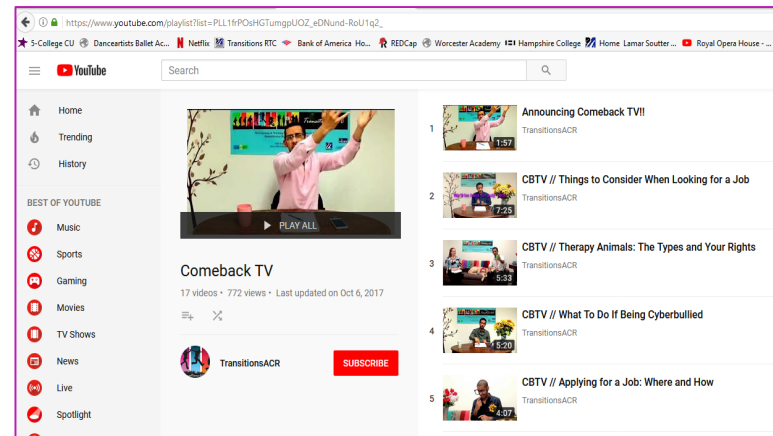 https://www.youtube.com/playlist?list=PLL1frPOsHGTumgpUOZ_eDNund-RoU1q2_
5-College CU Danceartists Ballet Ac... Netflix Transitions RTC Bank of America Ho... REDCap Worcester Academy Hampshire College Home Lamar Soutter ... Royal Opera House - ...
YouTube
Search
Home
Trending
History
BEST OF YOUTUBE
Music
Sports
Gaming
Movies
TV Shows
News
Live
Spotlight
PLAY ALL
Comeback TV
17 videos • 772 views • Last updated on Oct 6, 2017
TransitionsACR
SUBSCRIBE
1
1:57
Announcing Comeback TV!!
TransitionsACR
2
7:25
CBTV // Things to Consider When Looking for a Job
TransitionsACR
3
5:33
CBTV // Therapy Animals: The Types and Your Rights
TransitionsACR
4
5:20
CBTV // What To Do If Being Cyberbullied
TransitionsACR
5
4:07
CBTV // Applying for a Job: Where and How
TransitionsACR